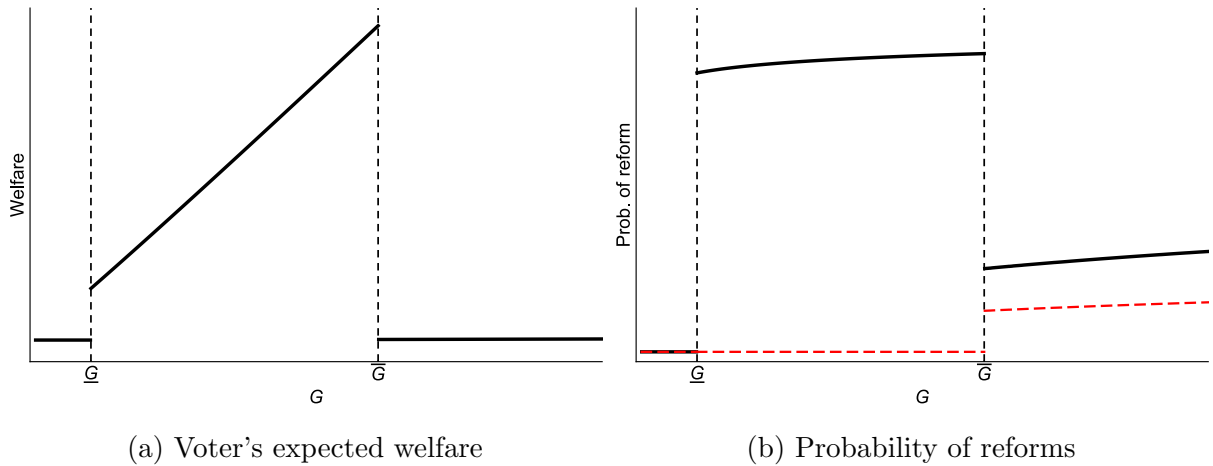 Welfare
G̲
G̅
G
(a) Voter's expected welfare
Prob. of reform
G̲
G̅
G
(b) Probability of reforms